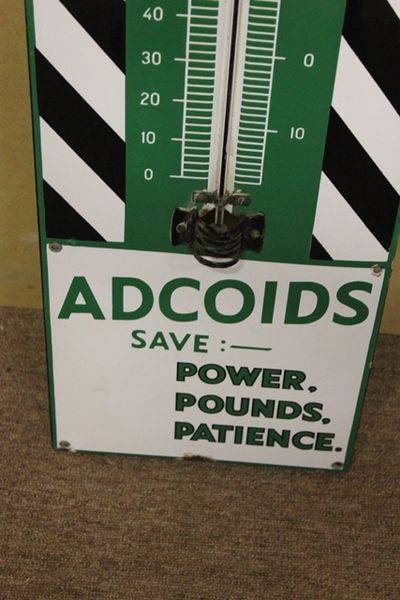 40
30 0
20
10 10
0
ADCOIDS
SAVE :—
POWER,
POUNDS,
PATIENCE.